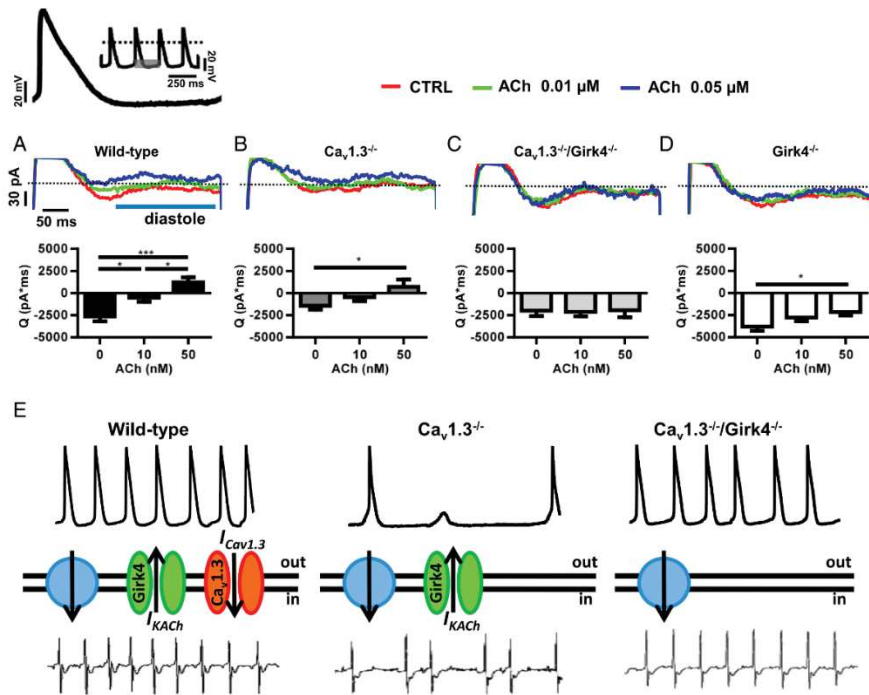 20 mV
20 mV
250 ms
CTRL ACh 0.01 µM ACh 0.05 µM
A Wild-type B Caᵥ1.3⁻/⁻ C Caᵥ1.3⁻/⁻/Girk4⁻/⁻ D Girk4⁻/⁻
30 pA
50 ms diastole
*** * * * *
Q (pA*ms) 5000 2500 0 -2500 -5000
0 10 50
ACh (nM)
Q (pA*ms) 5000 2500 0 -2500 -5000
0 10 50
ACh (nM)
Q (pA*ms) 5000 2500 0 -2500 -5000
0 10 50
ACh (nM)
Q (pA*ms) 5000 2500 0 -2500 -5000
0 10 50
ACh (nM)
E
Wild-type Caᵥ1.3⁻/⁻ Caᵥ1.3⁻/⁻/Girk4⁻/⁻
I Cav1.3
Girk4 Caᵥ1.3 out
in
I KACh
Girk4 out
in
I KACh
out
in